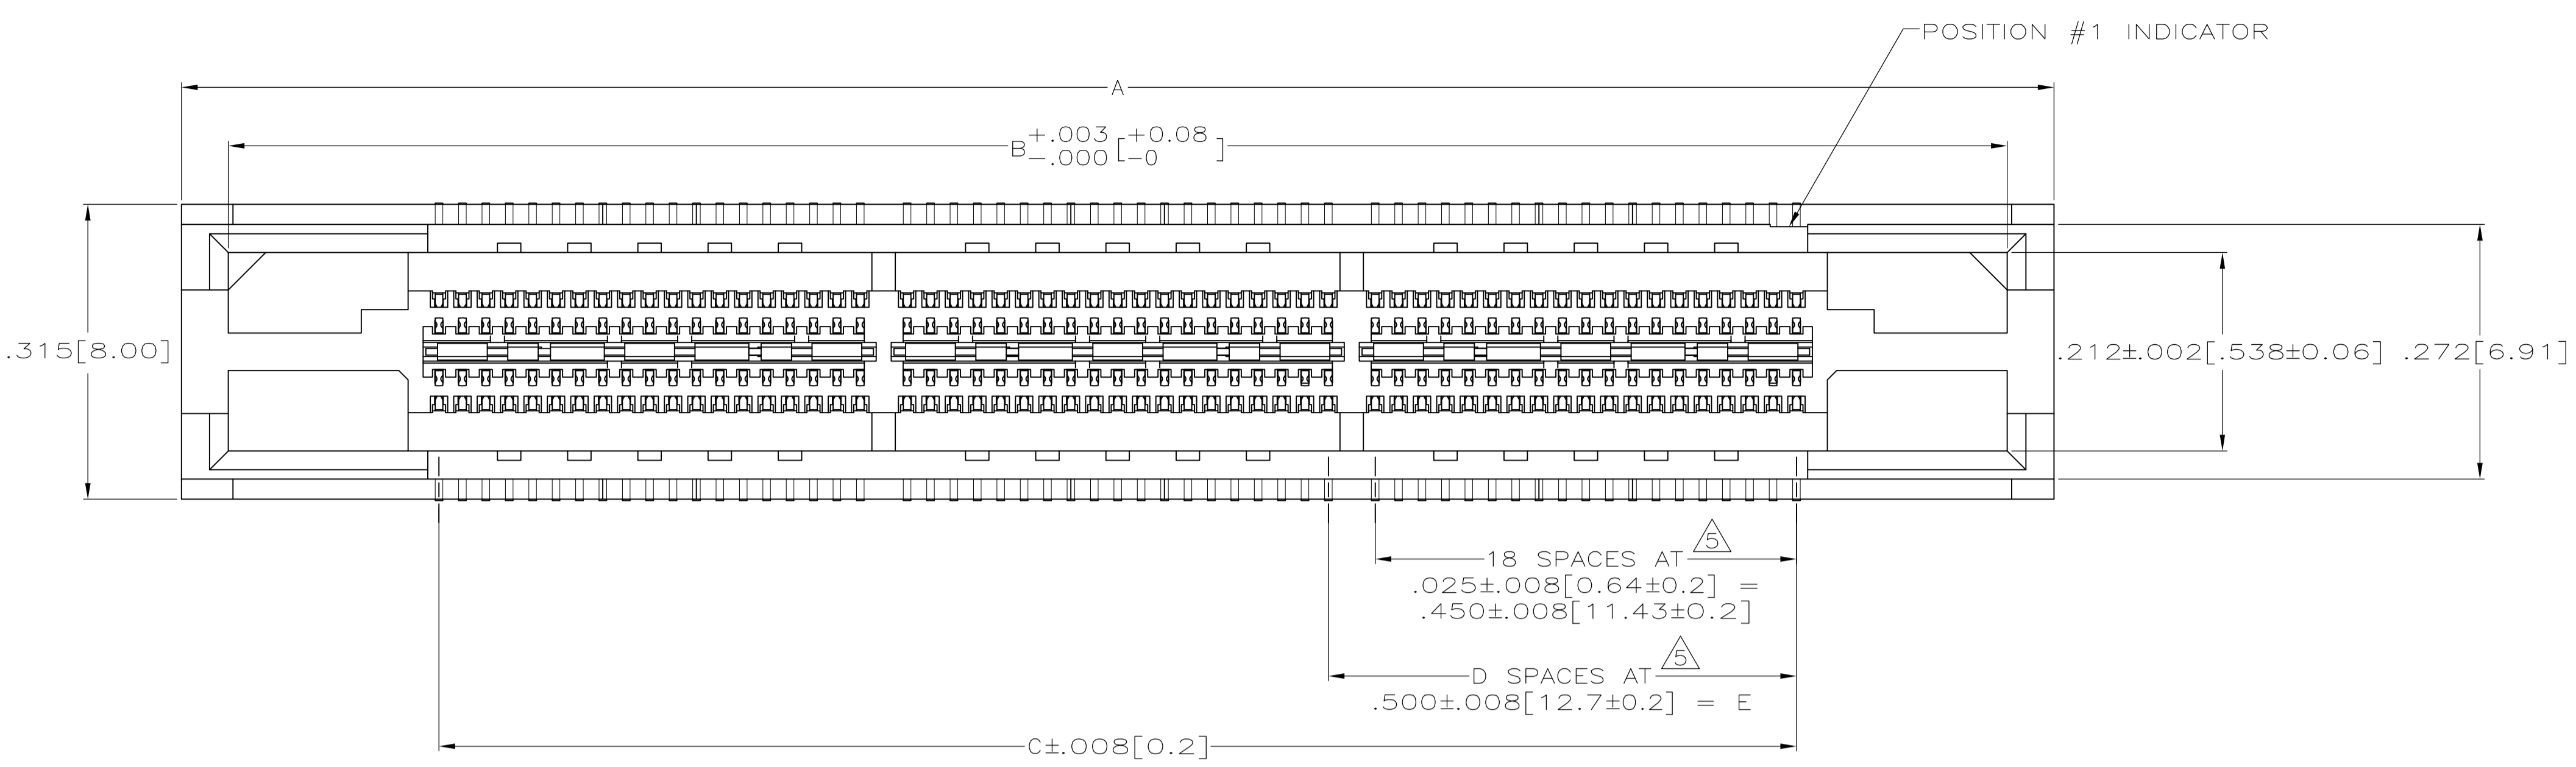 POSITION #1 INDICATOR
A
B +.003 [+0.08
-.000 [-0 ]
.315[8.00]
.212±.002[.538±0.06]
.272[6.91]
5
18 SPACES AT
.025±.008[0.64±0.2] =
.450±.008[11.43±0.2]
5
D SPACES AT
.500±.008[12.7±0.2] = E
C±.008[0.2]